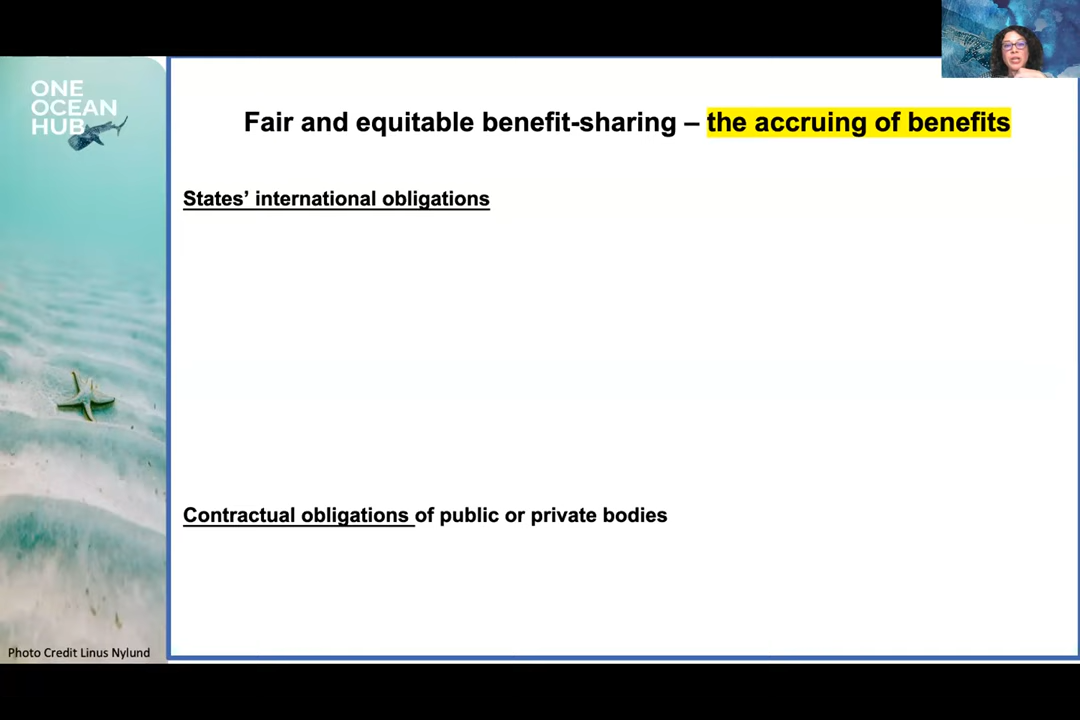 ONE
OCEAN
HUB
Fair and equitable benefit-sharing – the accruing of benefits
States’ international obligations
Contractual obligations of public or private bodies
Photo Credit Linus Nylund